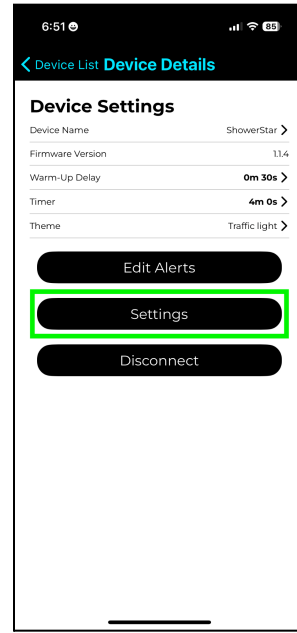 6:51
85
Device List Device Details
Device Settings
Device Name ShowerStar
Firmware Version 1.1.4
Warm-Up Delay 0m 30s
Timer 4m 0s
Theme Traffic light
Edit Alerts
Settings
Disconnect